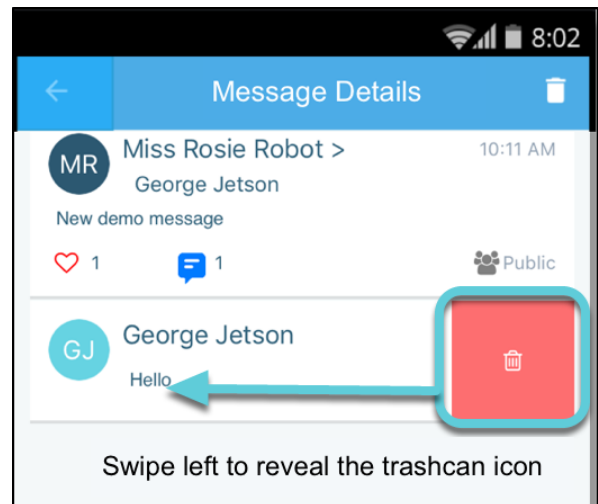 8:02
Message Details
MR
Miss Rosie Robot >
10:11 AM
George Jetson
New demo message
1
1
Public
GJ
George Jetson
Hello
Swipe left to reveal the trashcan icon